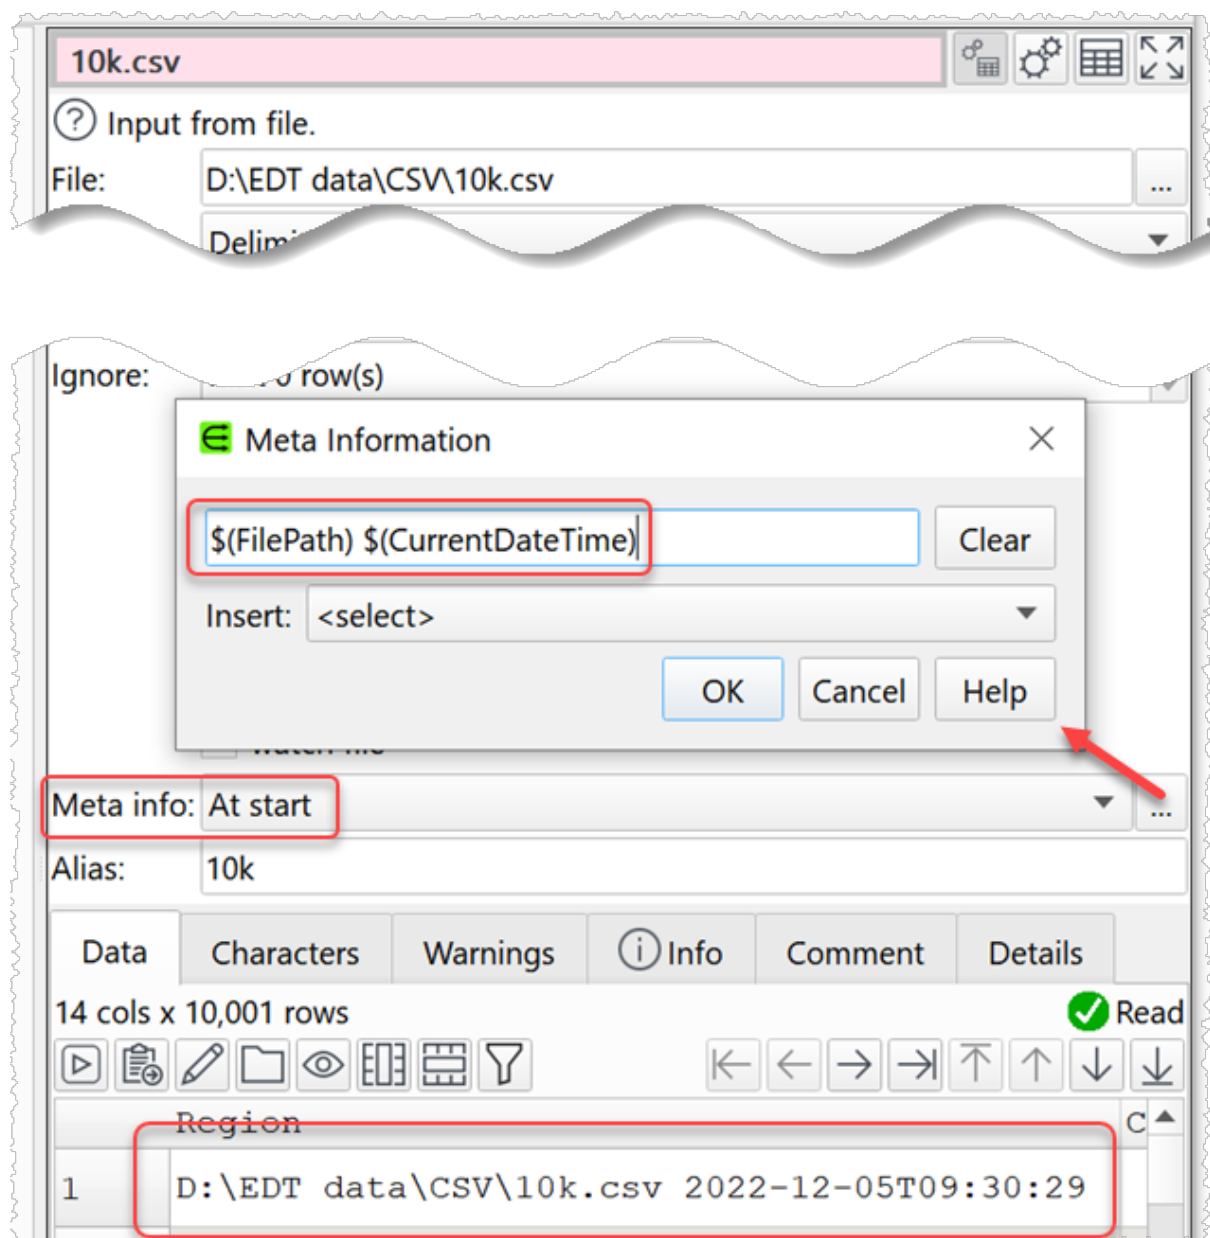 10k.csv
Input from file.
File: D:\EDT data\CSV\10k.csv ...
Ignore: row(s)
Meta Information
$(FilePath) $(CurrentDateTime) Clear
Insert: <select>
OK Cancel Help
Meta info: At start ...
Alias: 10k
Data Characters Warnings Info Comment Details
14 cols x 10,001 rows Read
Region C
1 D:\EDT data\CSV\10k.csv 2022-12-05T09:30:29